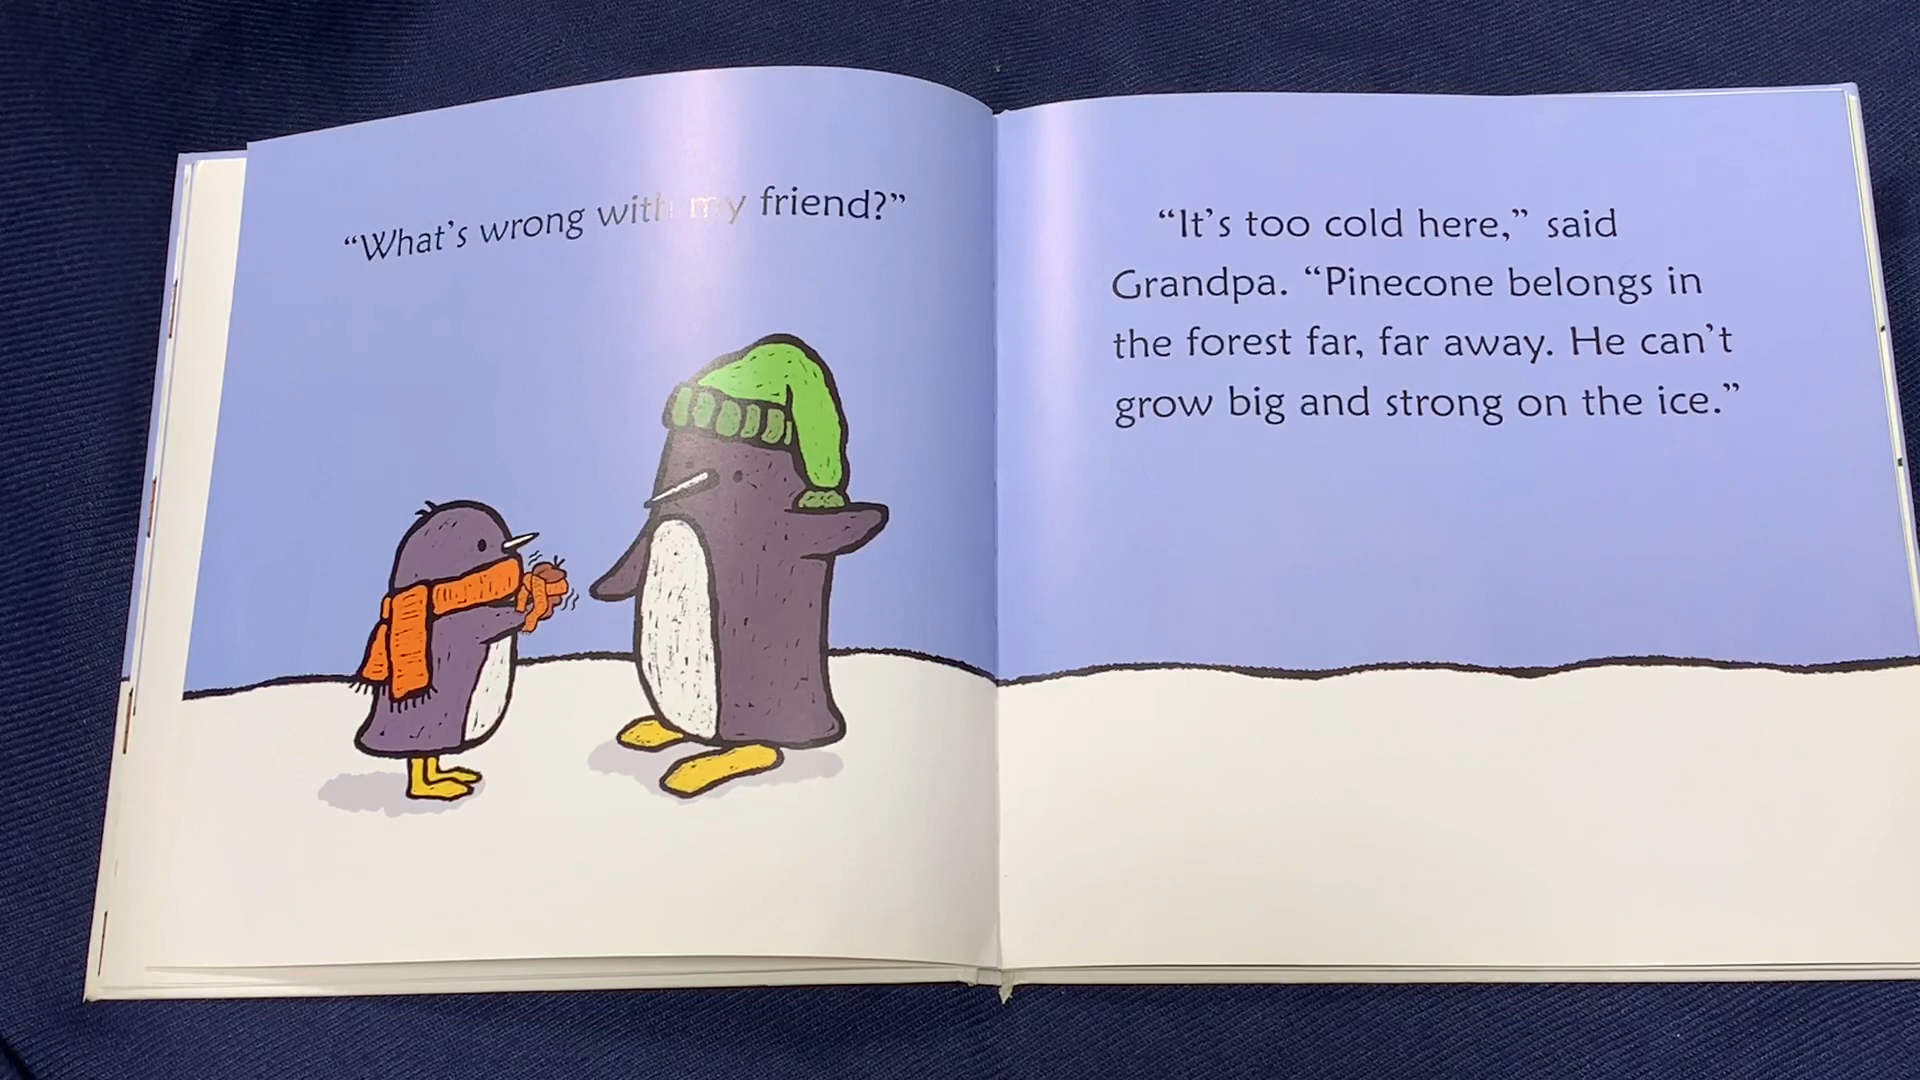 “What’s wrong with my friend?”
“It’s too cold here,” said
Grandpa. “Pinecone belongs in
the forest far, far away. He can’t
grow big and strong on the ice.”